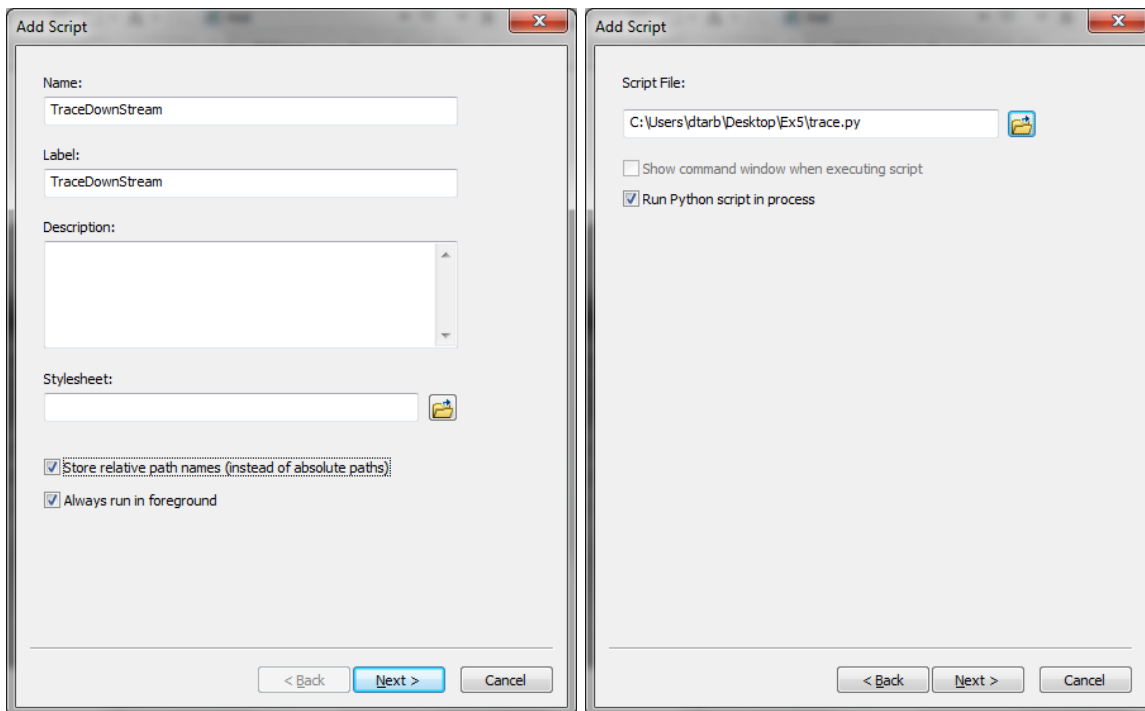 Add Script
Name:
TraceDownStream
Label:
TraceDownStream
Description:
Stylesheet:
Store relative path names (instead of absolute paths)
Always run in foreground
< Back
Next >
Cancel
Add Script
Script File:
C:\Users\dtarb\Desktop\Ex5\trace.py
Show command window when executing script
Run Python script in process
< Back
Next >
Cancel